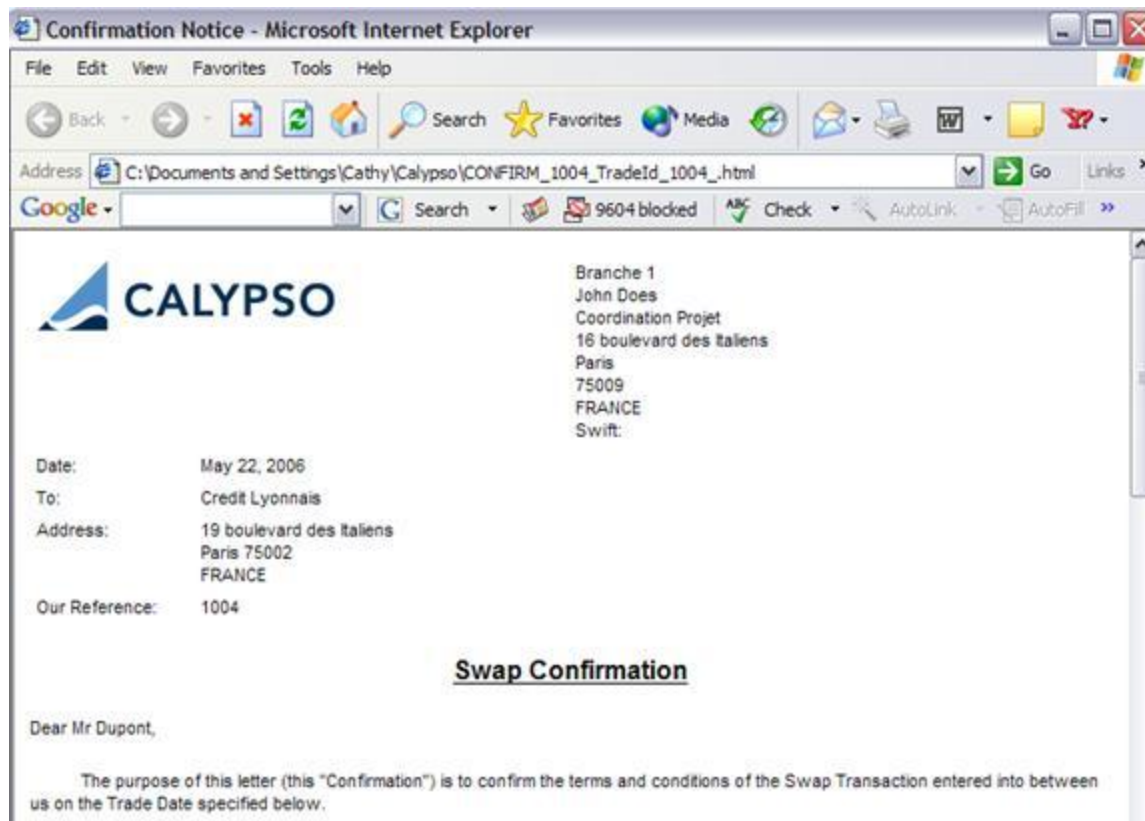 Confirmation Notice - Microsoft Internet Explorer
File Edit View Favorites Tools Help
Back Search Favorites Media
Address C:\Documents and Settings\Cathy\Calypso\CONFIRM_1004_TradeId_1004_.html Go Links
Google Search 9604 blocked Check AutoLink AutoFill
CALYPSO
Branche 1
John Does
Coordination Projet
16 boulevard des Italiens
Paris
75009
FRANCE
Swift:
Date: May 22, 2006
To: Credit Lyonnais
Address: 19 boulevard des Italiens
Paris 75002
FRANCE
Our Reference: 1004
Swap Confirmation
Dear Mr Dupont,
The purpose of this letter (this "Confirmation") is to confirm the terms and conditions of the Swap Transaction entered into between
us on the Trade Date specified below.